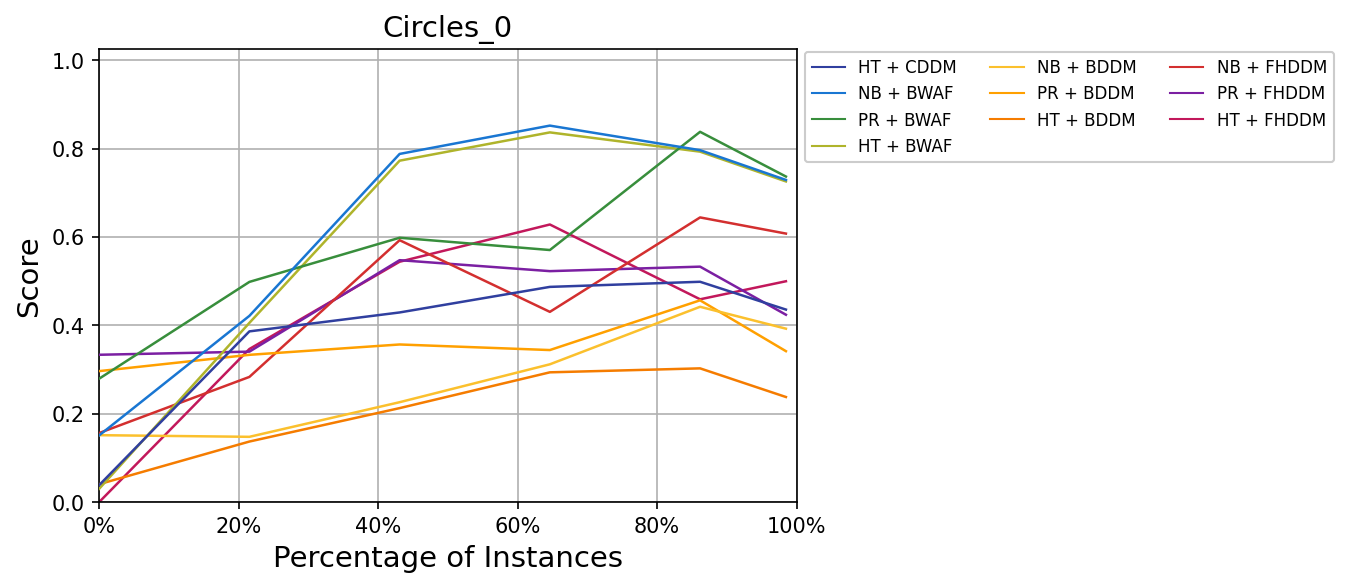 Circles_0
1.0
0.8
0.6
0.4
0.2
0.0
Score
0% 20% 40% 60% 80% 100%
Percentage of Instances
HT + CDDM
NB + BWAF
PR + BWAF
HT + BWAF
NB + BDDM
PR + BDDM
HT + BDDM
NB + FHDDM
PR + FHDDM
HT + FHDDM